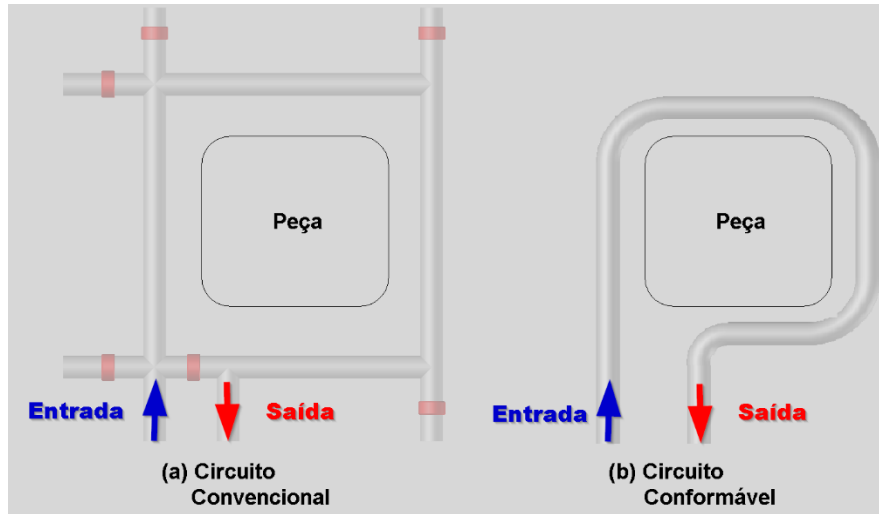 Peça
Entrada
Saída
(a) Circuito
Convencional
Peça
Entrada
Saída
(b) Circuito
Conformável